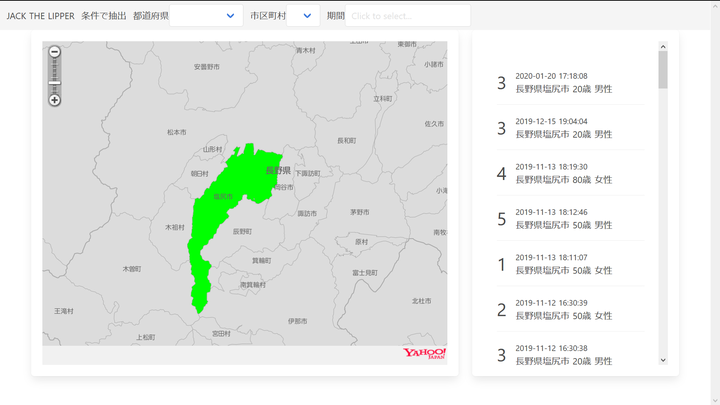 JACK THE LIPPER 条件で抽出 都道府県 市区町村 期間 Click to select...
青木村
安曇野市
小諸市
立科町
佐久市
松本市
長和町
山形村
長野県
朝日村
下諏訪町
岡谷市
塩尻市
諏訪市
茅野市
木祖村
辰野町
原村
箕輪町
木曽町
富士見町
南箕輪村
北杜市
王滝村
伊那市
宮田村
上松町
YAHOO!
JAPAN
3
2020-01-20 17:18:08
長野県塩尻市 20歳 男性
3
2019-12-15 19:04:04
長野県塩尻市 20歳 男性
4
2019-11-13 18:19:30
長野県塩尻市 80歳 女性
5
2019-11-13 18:12:46
長野県塩尻市 50歳 男性
1
2019-11-13 18:11:07
長野県塩尻市 50歳 女性
2
2019-11-12 16:30:39
長野県塩尻市 50歳 女性
3
2019-11-12 16:30:38
長野県塩尻市 20歳 男性